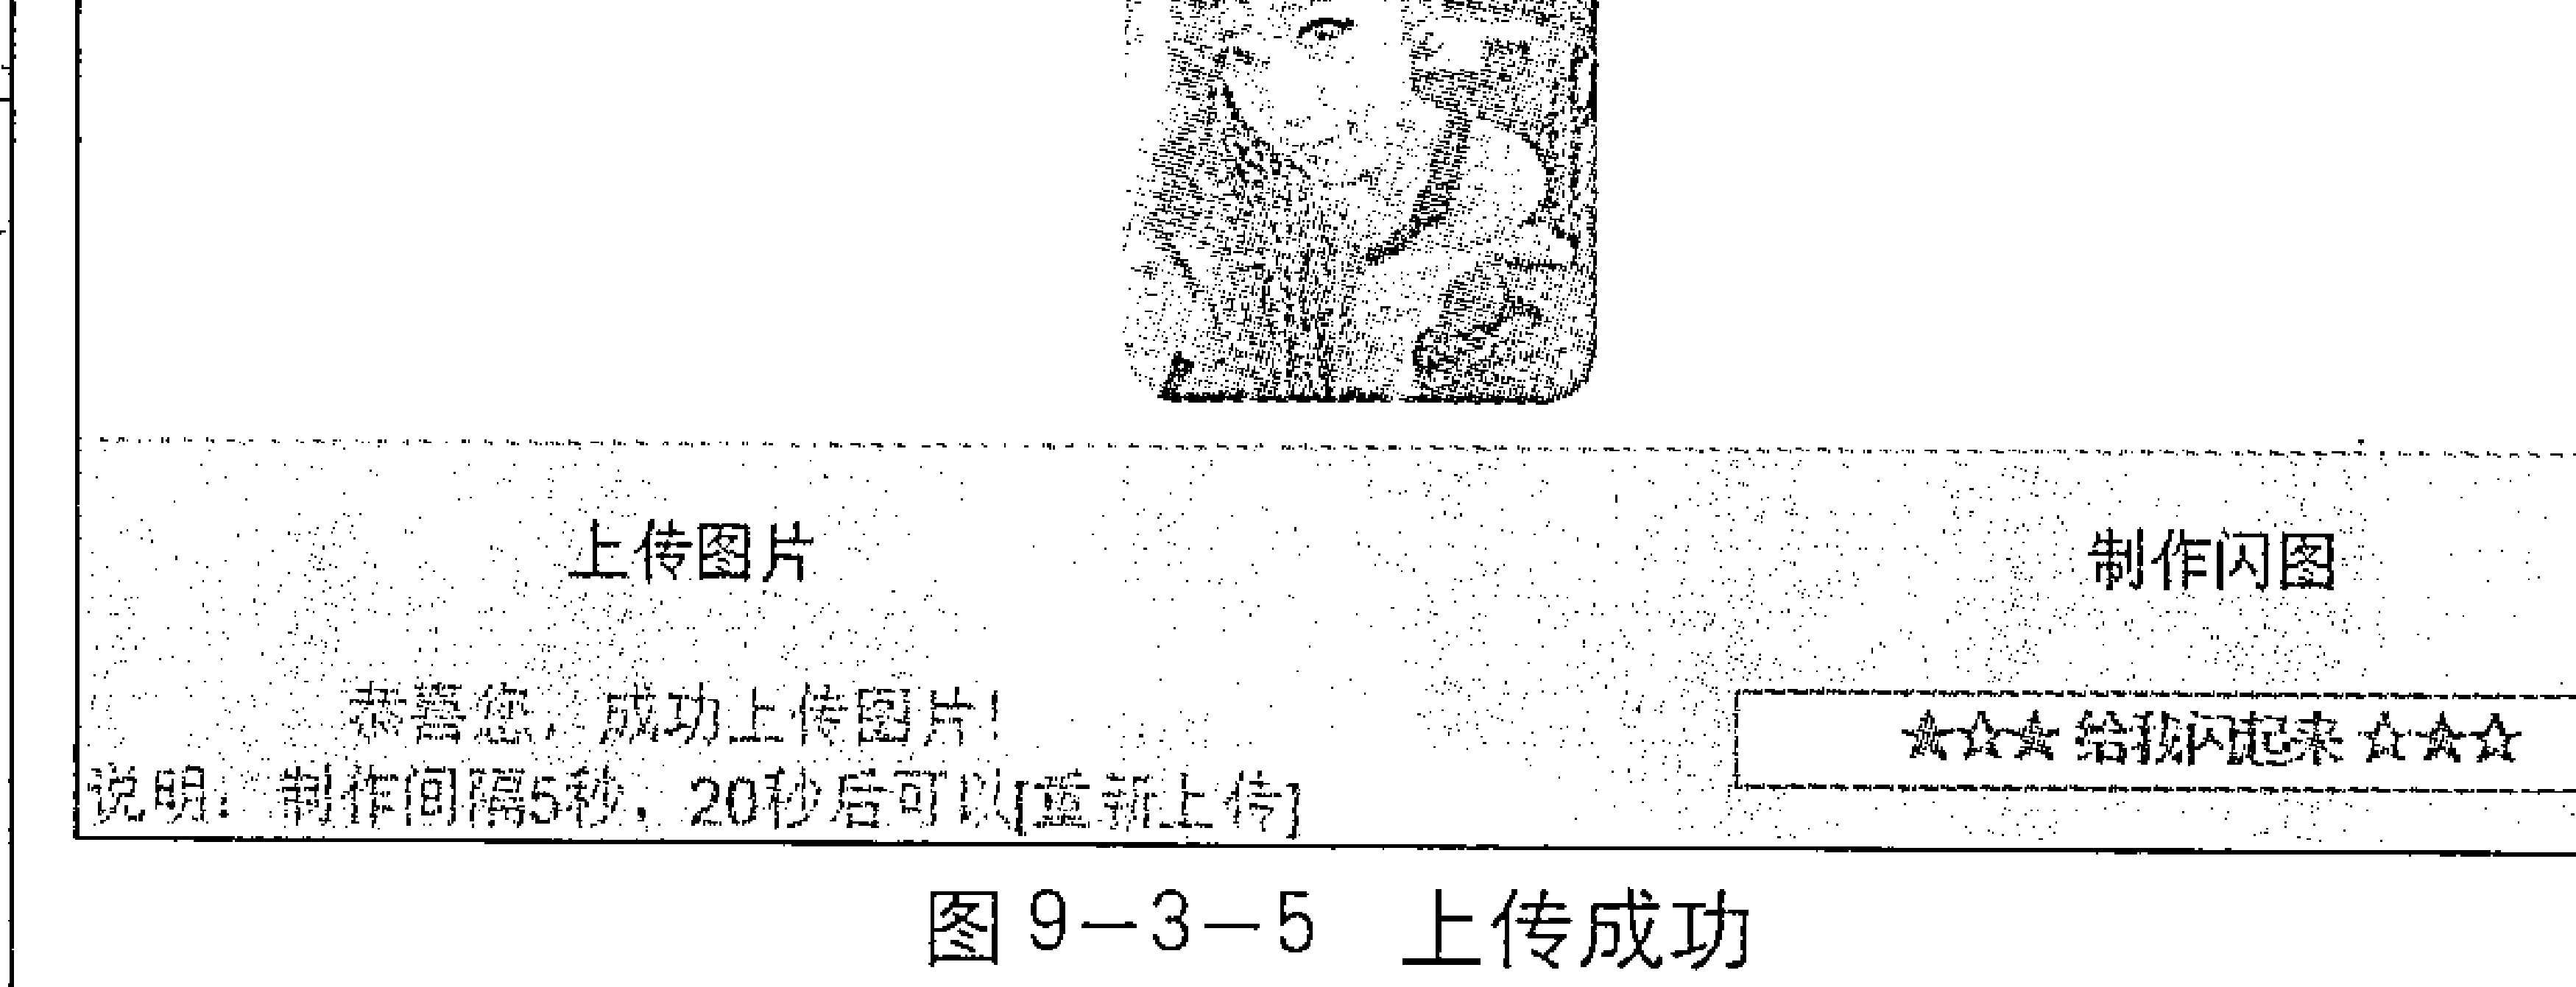 上传图片
制作闪图
恭喜您，成功上传图片！
★☆★ 给我闪起来 ☆★☆
说明：制作间隔5秒，20秒后可以[重新上传]
图 9-3-5 上传成功